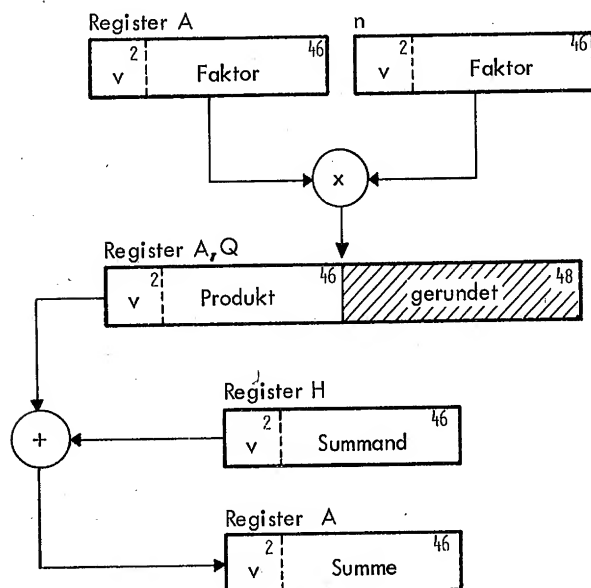 Register A n
2 46 2 46
v Faktor v Faktor
x
Register A, Q
2 46 48
v Produkt gerundet
Register H
2 46
+ v Summand
Register A
2 46
v Summe